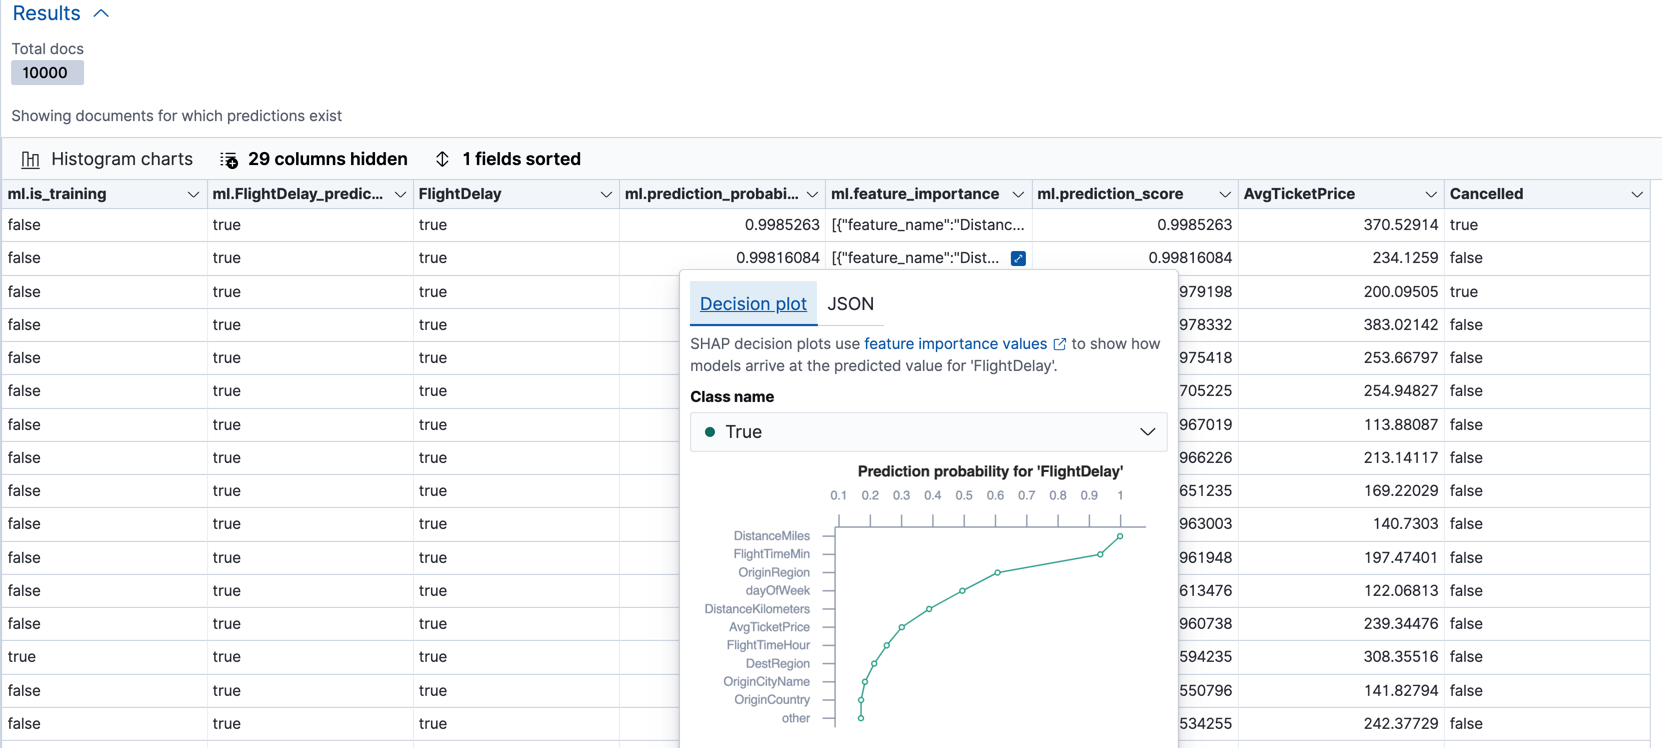 Results
Total docs
10000
Showing documents for which predictions exist
Histogram charts 29 columns hidden 1 fields sorted
ml.is_training ml.FlightDelay_predic... FlightDelay ml.prediction_probabi... ml.feature_importance ml.prediction_score AvgTicketPrice Cancelled
false true true 0.9985263 [{"feature_name":"Distanc... 0.9985263 370.52914 true
false true true 0.99816084 [{"feature_name":"Dist... 0.99816084 234.1259 false
false true true 979198 200.09505 true
false true true 978332 383.02142 false
false true true 975418 253.66797 false
false true true 705225 254.94827 false
false true true 967019 113.88087 false
false true true 966226 213.14117 false
false true true 651235 169.22029 false
false true true 963003 140.7303 false
false true true 961948 197.47401 false
false true true 613476 122.06813 false
false true true 960738 239.34476 false
true true true 594235 308.35516 false
false true true 550796 141.82794 false
false true true 534255 242.37729 false
Decision plot JSON
SHAP decision plots use feature importance values to show how
models arrive at the predicted value for 'FlightDelay'.
Class name
True
Prediction probability for 'FlightDelay'
0.1 0.2 0.3 0.4 0.5 0.6 0.7 0.8 0.9 1
DistanceMiles
FlightTimeMin
OriginRegion
dayOfWeek
DistanceKilometers
AvgTicketPrice
FlightTimeHour
DestRegion
OriginCityName
OriginCountry
other